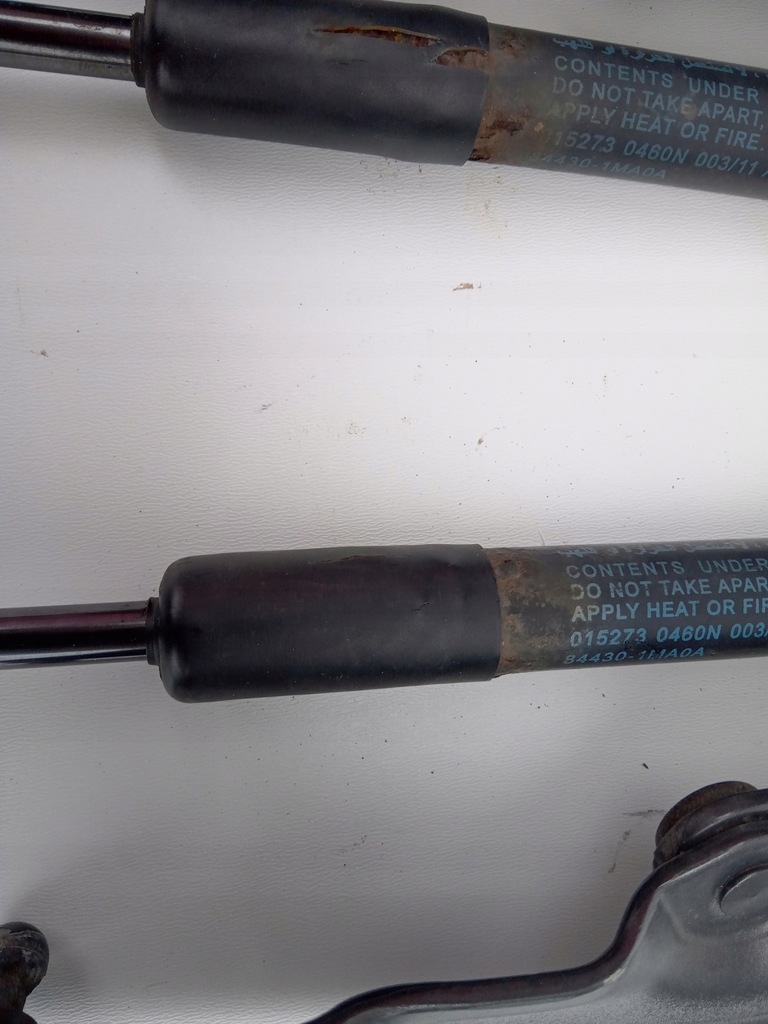 CONTENTS UNDER
DO NOT TAKE APART,
APPLY HEAT OR FIRE.
015273 0460N 003/11
84430-1MA0A
CONTENTS UNDER
DO NOT TAKE APAR
APPLY HEAT OR FIR
015273 0460N 003/
84430-1MA0A